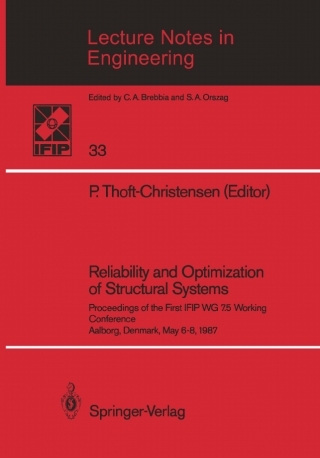 Lecture Notes in
Engineering
Edited by C. A. Brebbia and S. A. Orszag
IFIP
33
P. Thoft-Christensen (Editor)
Reliability and Optimization
of Structural Systems
Proceedings of the First IFIP WG 7.5 Working
Conference
Aalborg, Denmark, May 6-8, 1987
Springer-Verlag